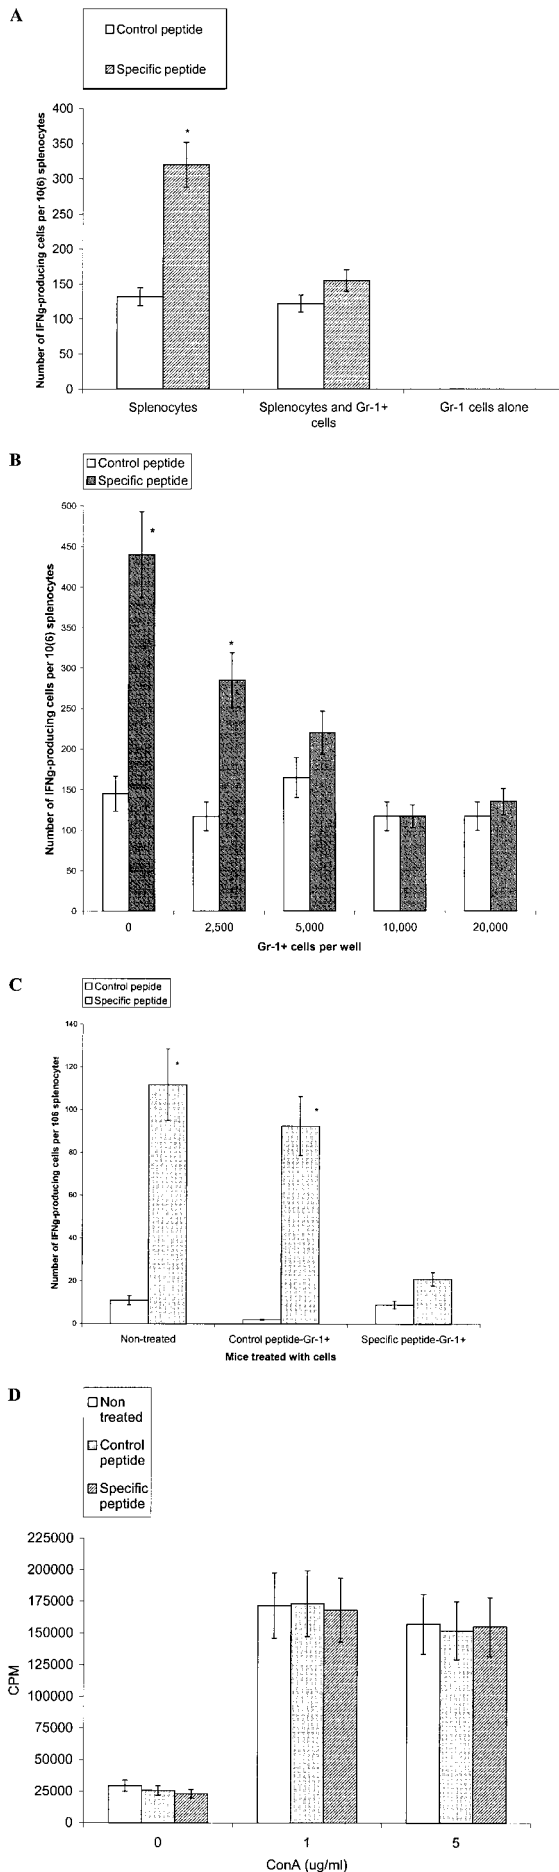 A
Control peptide
Specific peptide
Number of IFNg-producing cells per 10(6) splenocytes
400
350
300
250
200
150
100
50
0
*
Splenocytes
Splenocytes and Gr-1+
cells
Gr-1 cells alone
B
Control peptide
Specific peptide
Number of IFNg-producing cells per 10(6) splenocytes
500
450
400
350
300
250
200
150
100
50
0
*
*
0
2,500
5,000
10,000
20,000
Gr-1+ cells per well
C
Control pepide
Specific peptide
Number of IFNg-producing cells per 106 splenocytes
140
120
100
80
60
40
20
0
*
*
Non-treated
Control peptide-Gr-1+
Specific peptide-Gr-1+
Mice treated with cells
D
Non
treated
Control
peptide
Specific
peptide
CPM
225000
200000
175000
150000
125000
100000
75000
50000
25000
0
0
1
5
ConA (ug/ml)